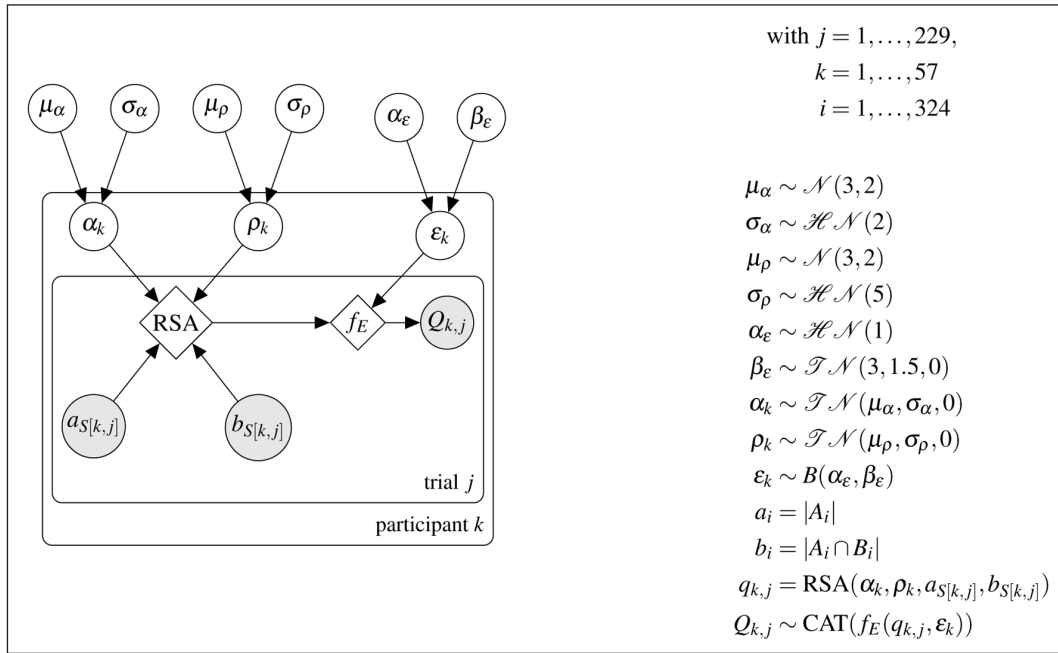 μ_α σ_α μ_ρ σ_ρ α_ε β_ε
α_k ρ_k ε_k
RSA f_E Q_{k,j}
a_{S[k,j]} b_{S[k,j]}
trial j
participant k
with j = 1,…,229,
k = 1,…,57
i = 1,…,324
μ_α ∼ 𝒩(3,2)
σ_α ∼ ℋ𝒩(2)
μ_ρ ∼ 𝒩(3,2)
σ_ρ ∼ ℋ𝒩(5)
α_ε ∼ ℋ𝒩(1)
β_ε ∼ 𝒯𝒩(3,1.5,0)
α_k ∼ 𝒯𝒩(μ_α,σ_α,0)
ρ_k ∼ 𝒯𝒩(μ_ρ,σ_ρ,0)
ε_k ∼ B(α_ε,β_ε)
a_i = |A_i|
b_i = |A_i ∩ B_i|
q_{k,j} = RSA(α_k,ρ_k,a_{S[k,j]},b_{S[k,j]})
Q_{k,j} ∼ CAT(f_E(q_{k,j},ε_k))